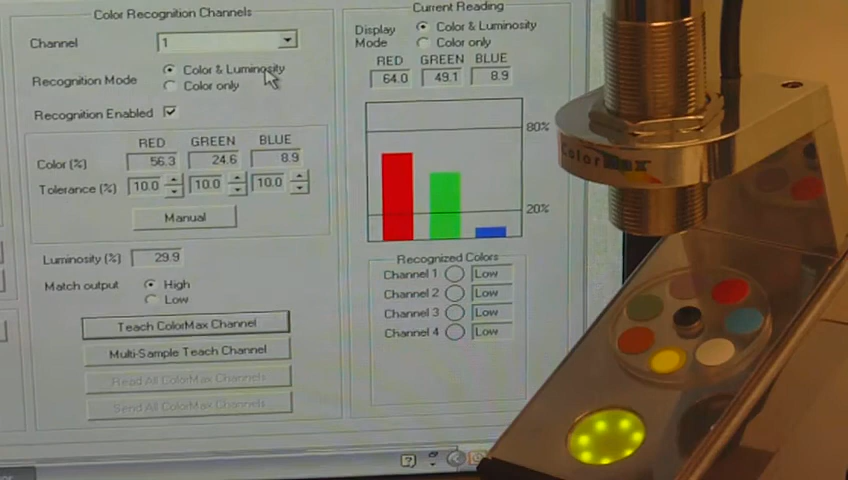 Color Recognition Channels
Channel
1
Recognition Mode
Color & Luminosity
Color only
Recognition Enabled
RED GREEN BLUE
Color (%) 56.3 24.6 8.9
Tolerance (%) 10.0 10.0 10.0
Manual
Luminosity (%) 29.9
Match output High
Low
Teach ColorMax Channel
Multi-Sample Teach Channel
Read All ColorMax Channels
Send All ColorMax Channels
Current Reading
Display Mode
Color & Luminosity
Color only
RED GREEN BLUE
64.0 49.1 8.9
80%
20%
Recognized Colors
Channel 1 Low
Channel 2 Low
Channel 3 Low
Channel 4 Low
ColorMax